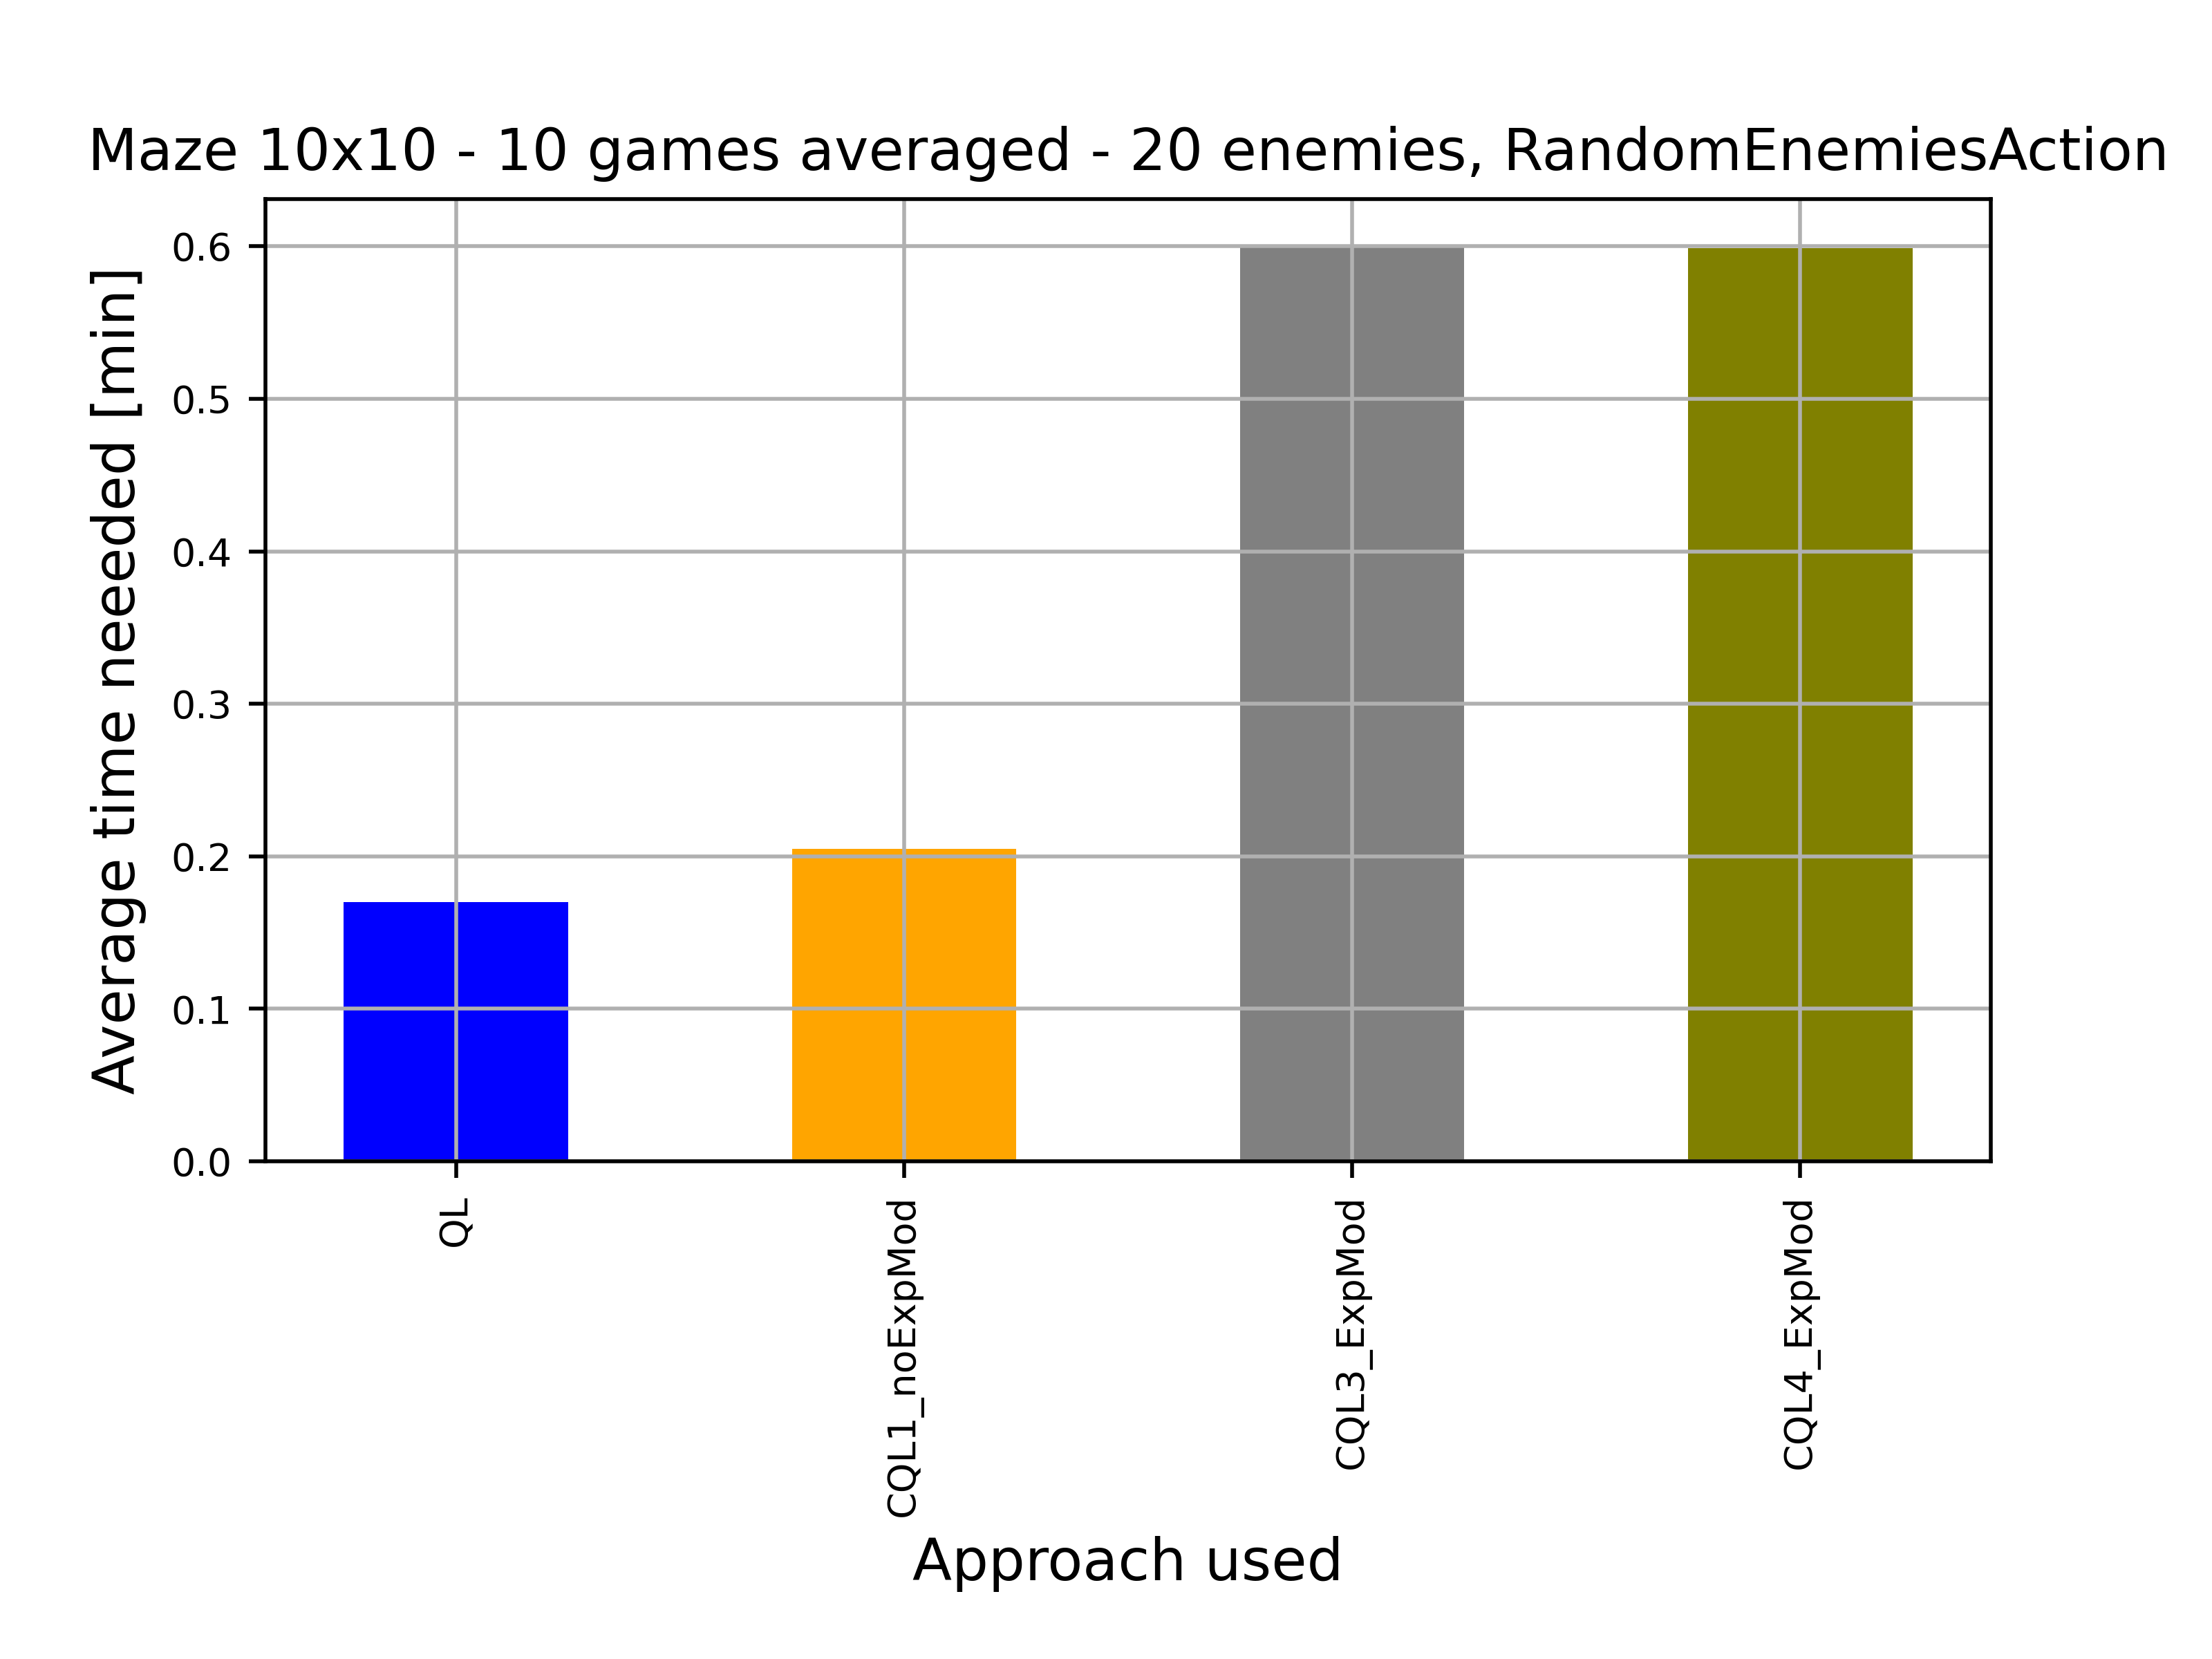 Maze 10x10 - 10 games averaged - 20 enemies, RandomEnemiesAction
Average time needed [min]
0.6
0.5
0.4
0.3
0.2
0.1
0.0
QL
CQL1_noExpMod
CQL3_ExpMod
CQL4_ExpMod
Approach used